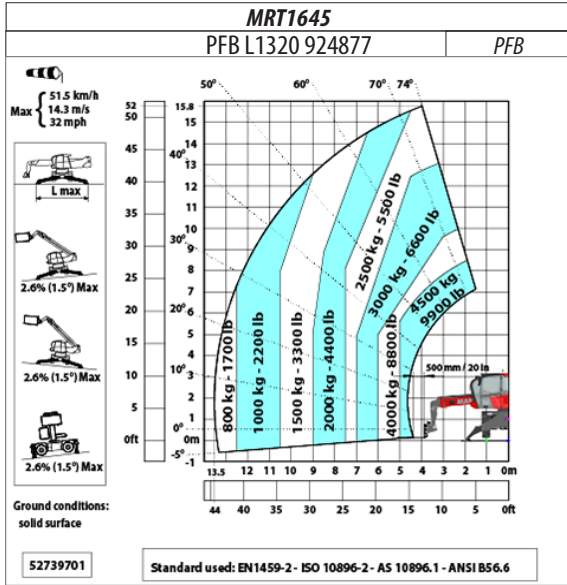 MRT1645
PFB L1320 924877 PFB
Max
51.5 km/h
14.3 m/s
32 mph
L max
2.6% (1.5°) Max
2.6% (1.5°) Max
2.6% (1.5°) Max
Ground conditions:
solid surface
52739701
50° 60° 70° 74°
40°
30°
20°
10°
0°
-5°
52
50
45
40
35
30
25
20
15
10
5
0ft
15.8
14
13
12
11
10
9
8
7
6
5
4
3
2
1
0m
-1
800 kg - 1700 lb
1000 kg - 2200 lb
1500 kg - 3300 lb
2000 kg - 4400 lb
2500 kg - 5500 lb
3000 kg - 6600 lb
4000 kg - 8800 lb
4500 kg
9900 lb
500 mm / 20 in
13.5 12 11 10 9 8 7 6 5 4 3 2 1 0m
44 40 35 30 25 20 15 10 5 0ft
Standard used: EN1459-2 - ISO 10896-2 - AS 10896.1 - ANSI B56.6